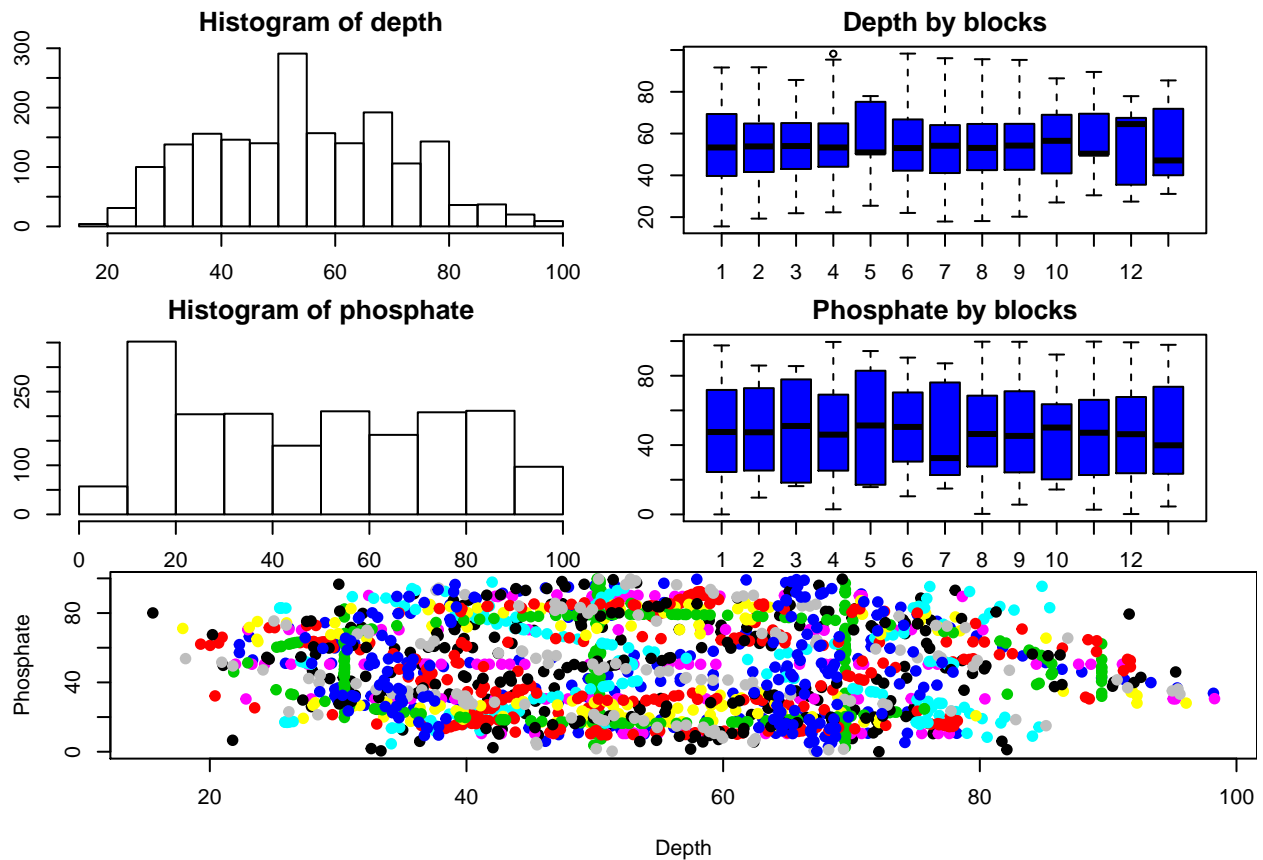 Histogram of depth
300
200
100
0
20 40 60 80 100
Depth by blocks
80
60
40
20
1 2 3 4 5 6 7 8 9 10 12
Histogram of phosphate
250
100
0
0 20 40 60 80 100
Phosphate by blocks
80
40
0
1 2 3 4 5 6 7 8 9 10 12
Phosphate
80
40
0
20 40 60 80 100
Depth